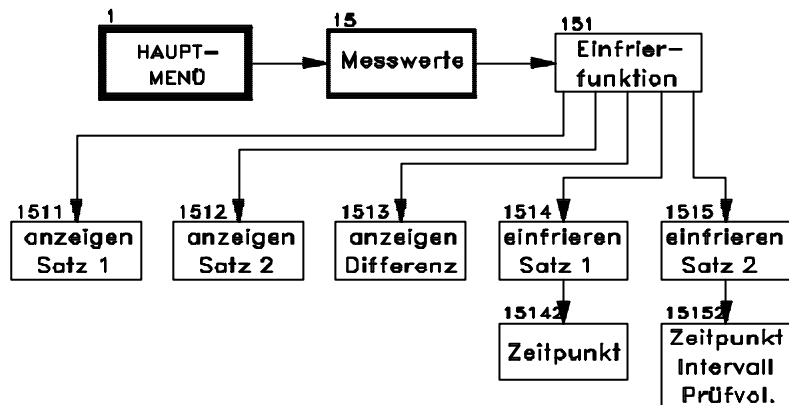 1
HAUPT-
MENÜ
15
Messwerte
151
Einfrier-
funktion
1511
anzeigen
Satz 1
1512
anzeigen
Satz 2
1513
anzeigen
Differenz
1514
einfrieren
Satz 1
1515
einfrieren
Satz 2
15142
Zeitpunkt
15152
Zeitpunkt
Intervall
Prüfvol.